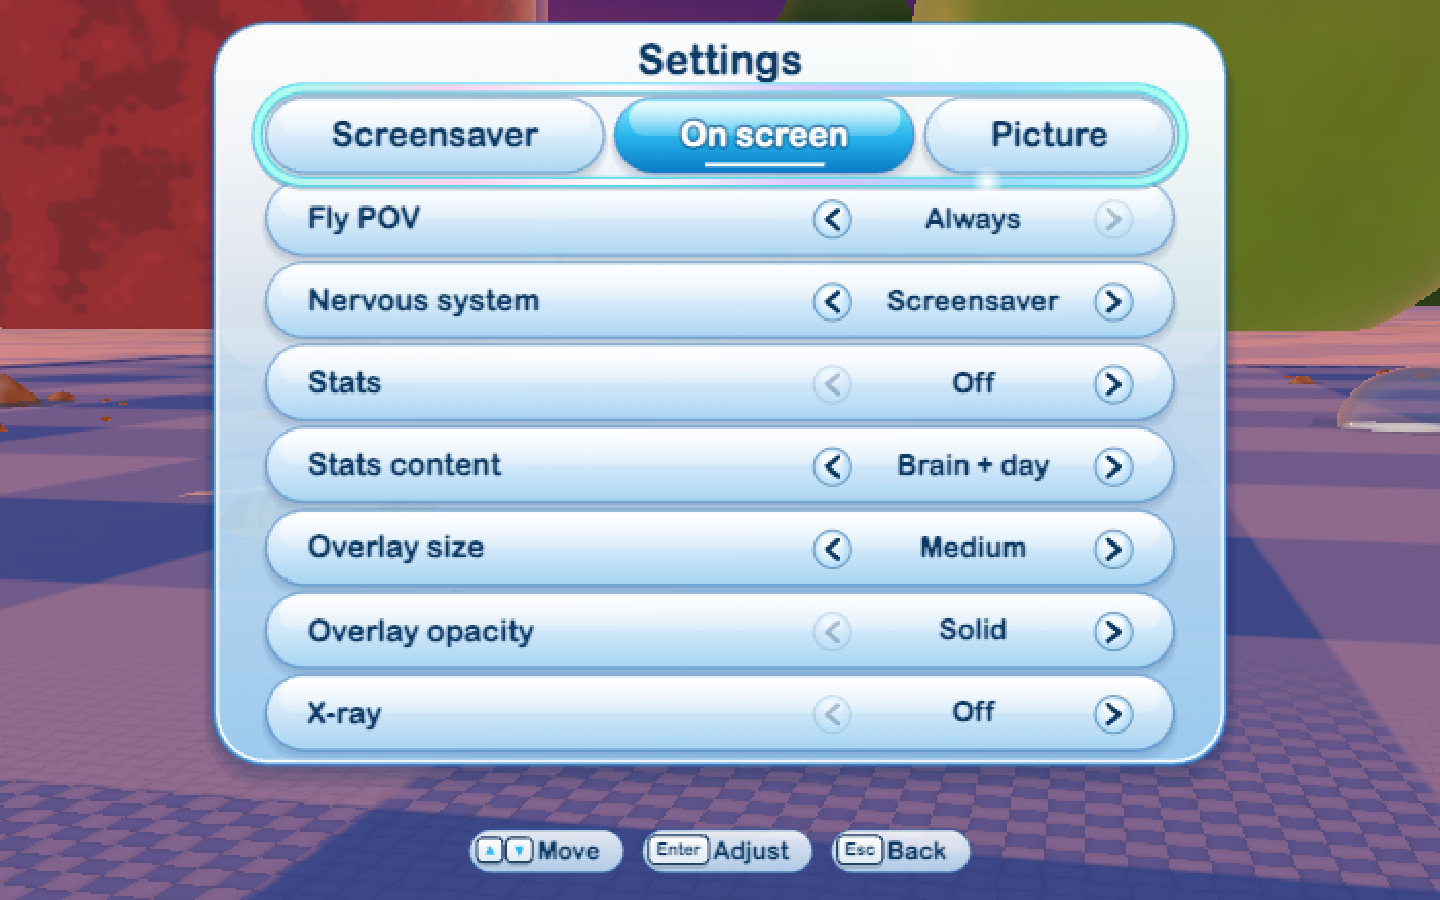 Settings
Screensaver On screen Picture
Fly POV Always
Nervous system Screensaver
Stats Off
Stats content Brain + day
Overlay size Medium
Overlay opacity Solid
X-ray Off
Move Enter Adjust Esc Back